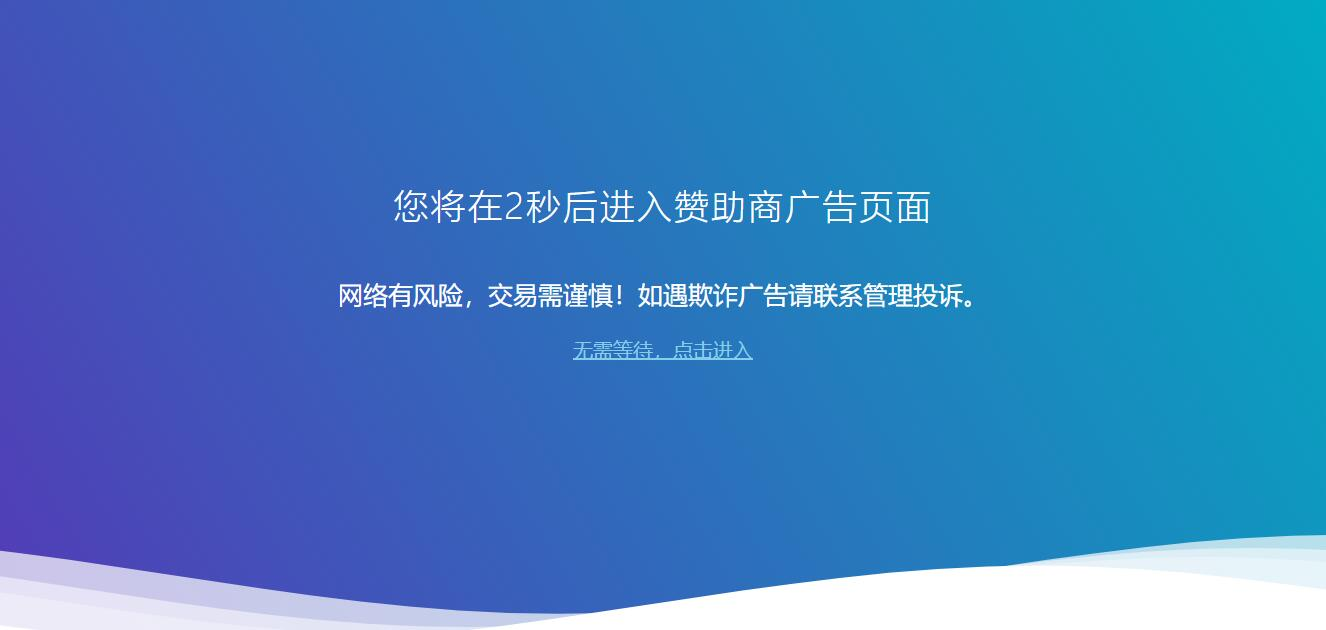 您将在2秒后进入赞助商广告页面
网络有风险，交易需谨慎！如遇欺诈广告请联系管理投诉。
无需等待，点击进入